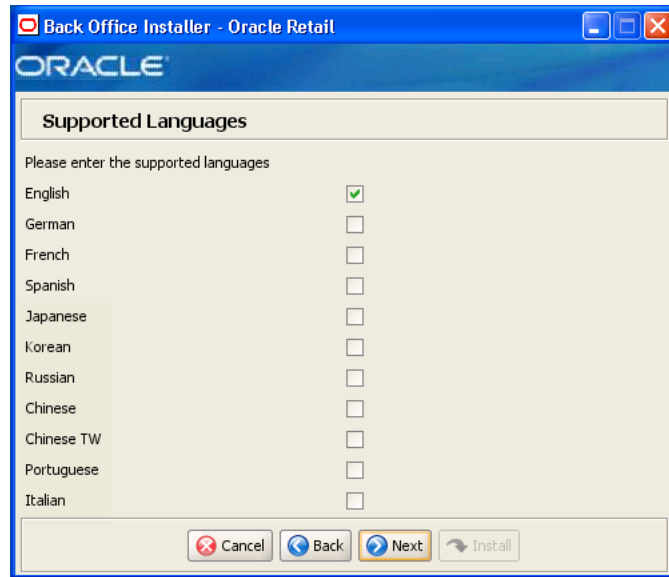 Back Office Installer - Oracle Retail
ORACLE
Supported Languages
Please enter the supported languages
English
German
French
Spanish
Japanese
Korean
Russian
Chinese
Chinese TW
Portuguese
Italian
Cancel Back Next Install